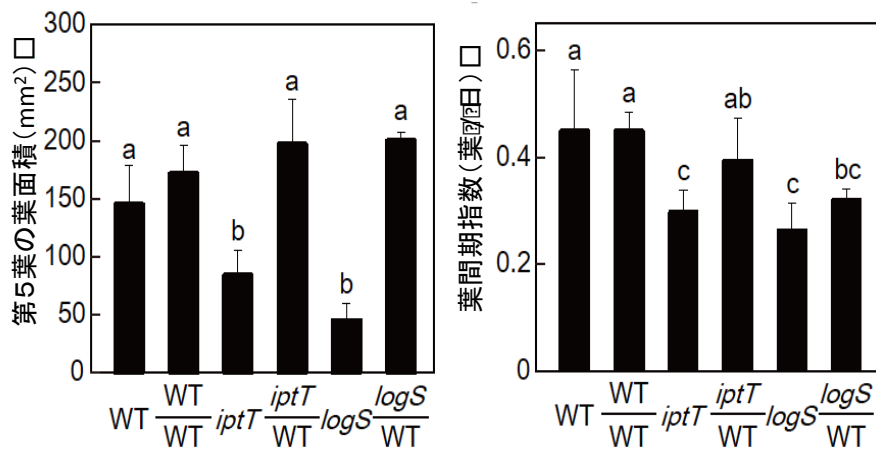 第5葉の葉面積(mm²)□
300
250
200
150
100
50
0
a
a
b
a
b
a
WT
WT/WT
iptT
iptT/WT
logS
logS/WT
葉間期指数(葉/日)□
0.6
0.4
0.2
0
a
a
c
ab
c
bc
WT
WT/WT
iptT
iptT/WT
logS
logS/WT